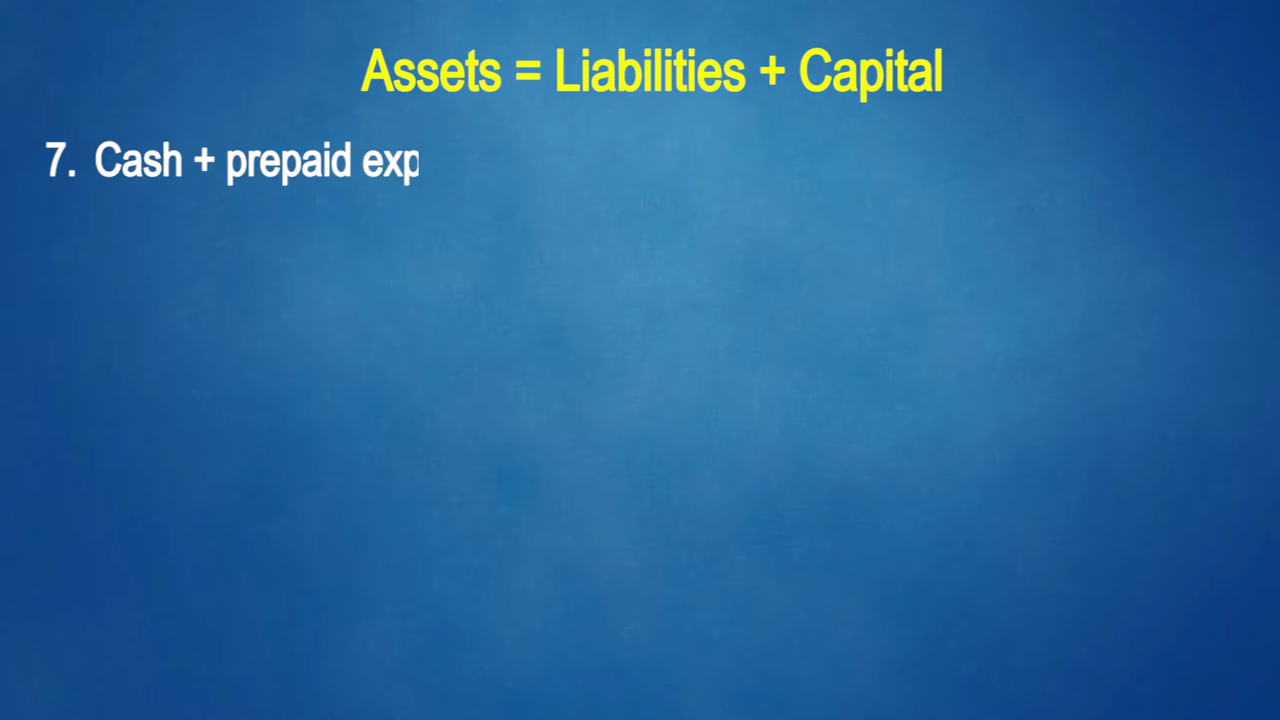 Assets = Liabilities + Capital
7. Cash + prepaid exp